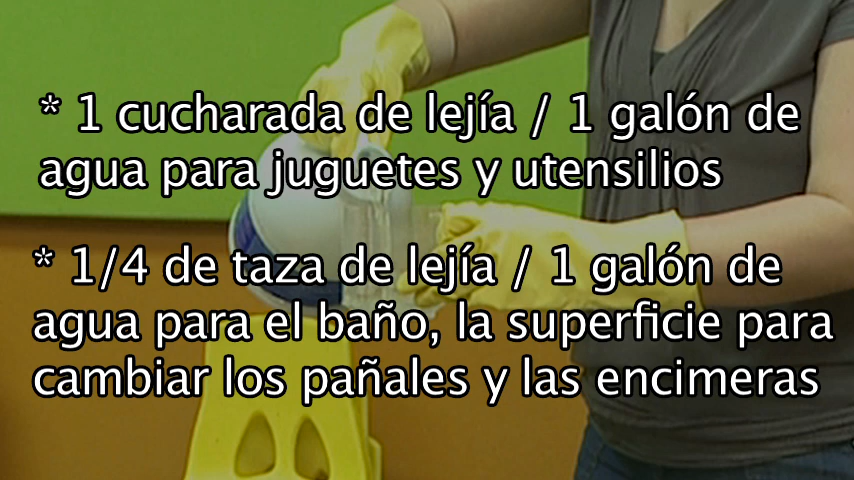 * 1 cucharada de lejía / 1 galón de
agua para juguetes y utensilios
* 1/4 de taza de lejía / 1 galón de
agua para el baño, la superficie para
cambiar los pañales y las encimeras